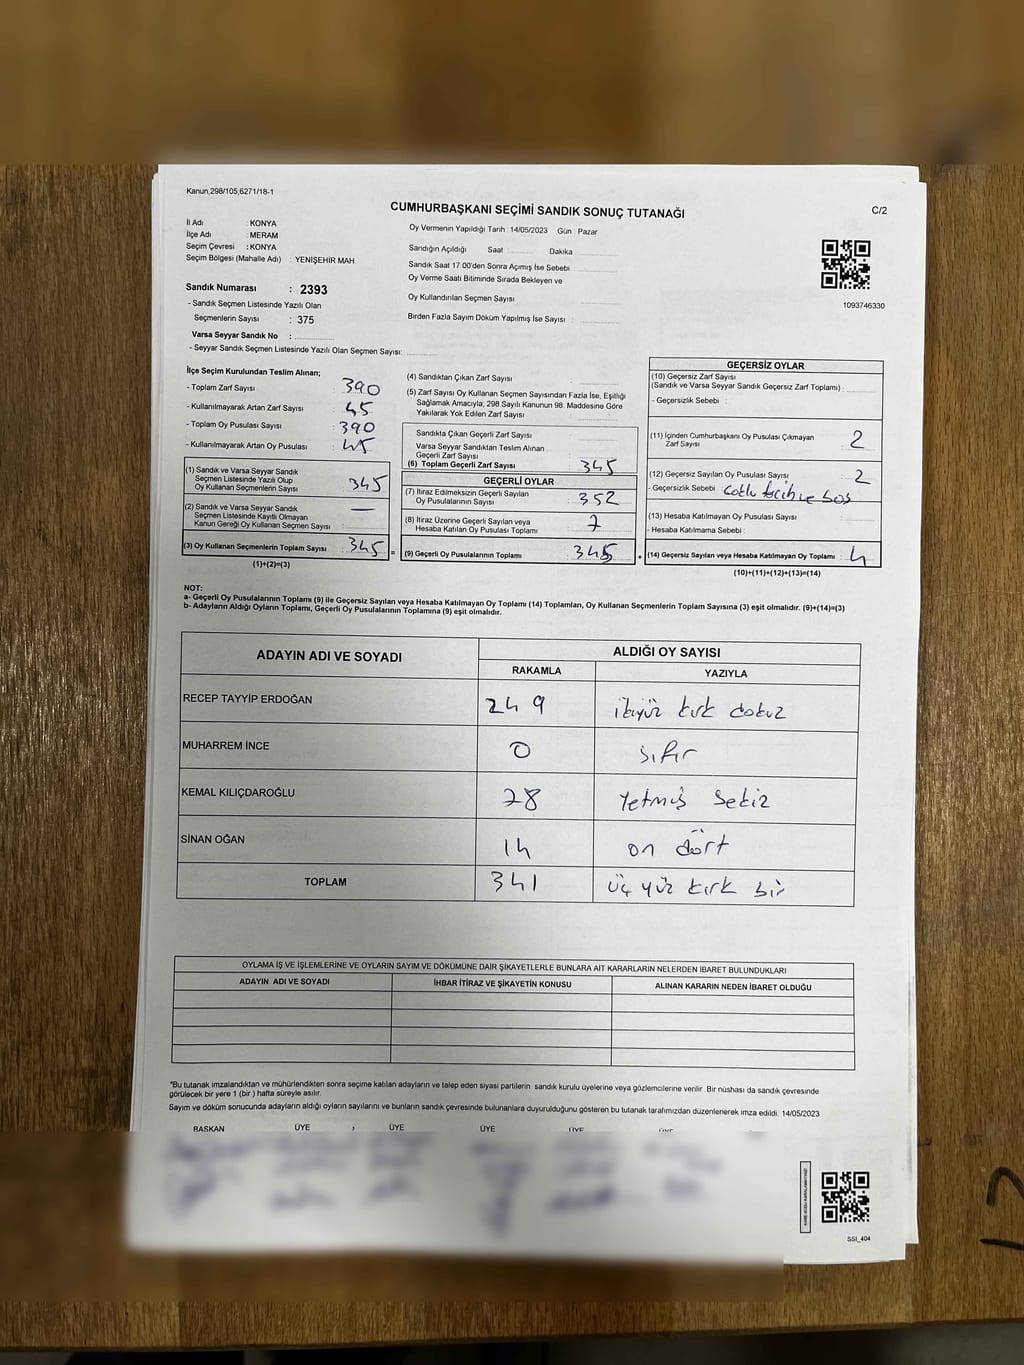 Kanun,298/105,6271/18-1
CUMHURBAŞKANI SEÇİMİ SANDIK SONUÇ TUTANAĞI
C/2
İl Adı : KONYA
İlçe Adı : MERAM
Seçim Çevresi : KONYA
Seçim Bölgesi (Mahalle Adı) : YENİŞEHİR MAH.
Sandık Numarası : 2393
- Sandık Seçmen Listesinde Yazılı Olan
Seçmenlerin Sayısı : 375
Varsa Seyyar Sandık No :
- Seyyar Sandık Seçmen Listesinde Yazılı Olan Seçmen Sayısı:
Oy Vermenin Yapıldığı Tarih :14/05/2023 Gün : Pazar
Sandığın Açıldığı Saat Dakika
Sandık Saat 17.00'den Sonra Açımış İse Sebebi :
Oy Verme Saati Bitiminde Sırada Bekleyen ve
Oy Kullandırılan Seçmen Sayısı
Birden Fazla Sayım Döküm Yapılmış İse Sayısı :
1093746330
İlçe Seçim Kurulundan Teslim Alınan;
- Toplam Zarf Sayısı : 390
- Kullanılmayarak Artan Zarf Sayısı : 45
- Toplam Oy Pusulası Sayısı : 390
- Kullanılmayarak Artan Oy Pusulası : 45
(1) Sandık ve Varsa Seyyar Sandık
Seçmen Listesinde Yazılı Olup
Oy Kullanan Seçmenlerin Sayısı : 345
(2) Sandık ve Varsa Seyyar Sandık
Seçmen Listesinde Kayıtlı Olmayan
Kanun Gereği Oy Kullanan Seçmen Sayısı : —
(3) Oy Kullanan Seçmenlerin Toplam Sayısı : 345 =
(1)+(2)=(3)
(4) Sandıktan Çıkan Zarf Sayısı :
(5) Zarf Sayısı Oy Kullanan Seçmen Sayısından Fazla İse, Eşitliği
Sağlamak Amacıyla; 298 Sayılı Kanunun 98. Maddesine Göre
Yakılarak Yok Edilen Zarf Sayısı :
Sandıkta Çıkan Geçerli Zarf Sayısı :
Varsa Seyyar Sandıktan Teslim Alınan
Geçerli Zarf Sayısı :
(6) Toplam Geçerli Zarf Sayısı : 345
GEÇERLİ OYLAR
(7) İtiraz Edilmeksizin Geçerli Sayılan
Oy Pusulalarının Sayısı : 352
(8) İtiraz Üzerine Geçerli Sayılan veya
Hesaba Katılan Oy Pusulası Toplamı : 7
(9) Geçerli Oy Pusulalarının Toplamı : 345 +
GEÇERSİZ OYLAR
(10) Geçersiz Zarf Sayısı
(Sandık ve Varsa Seyyar Sandık Geçersiz Zarf Toplamı) :
- Geçersizlik Sebebi :
(11) İçinden Cumhurbaşkanı Oy Pusulası Çıkmayan
Zarf Sayısı : 2
(12) Geçersiz Sayılan Oy Pusulası Sayısı : 2
- Geçersizlik Sebebi :
(13) Hesaba Katılmayan Oy Pusulası Sayısı :
- Hesaba Katılmama Sebebi :
(14) Geçersiz Sayılan veya Hesaba Katılmayan Oy Toplamı : 4
(10)+(11)+(12)+(13)=(14)
NOT:
a- Geçerli Oy Pusulalarının Toplamı (9) ile Geçersiz Sayılan veya Hesaba Katılmayan Oy Toplamı (14) Toplamları, Oy Kullanan Seçmenlerin Toplam Sayısına (3) eşit olmalıdır. (9)+(14)=(3)
b- Adayların Aldığı Oyların Toplamı, Geçerli Oy Pusulalarının Toplamına (9) eşit olmalıdır.
ADAYIN ADI VE SOYADI ALDIĞI OY SAYISI
RAKAMLA YAZIYLA
RECEP TAYYİP ERDOĞAN 249 ikiyüz kırk dokuz
MUHARREM İNCE 0 sıfır
KEMAL KILIÇDAROĞLU 78 Yetmiş Sekiz
SİNAN OĞAN 14 on dört
TOPLAM 341 üç yüz kırk bir
OYLAMA İŞ VE İŞLEMLERİNE VE OYLARIN SAYIM VE DÖKÜMÜNE DAİR ŞİKAYETLERLE BUNLARA AİT KARARLARIN NELERDEN İBARET BULUNDUKLARI
ADAYIN ADI VE SOYADI İHBAR İTİRAZ VE ŞİKAYETİN KONUSU ALINAN KARARIN NEDEN İBARET OLDUĞU
*Bu tutanak imzalandıktan ve mühürlendikten sonra seçime katılan adayların ve talep eden siyasi partilerin sandık kurulu üyelerine veya gözlemcilerine verilir. Bir nüshası da sandık çevresinde
görülecek bir yere 1 (bir) hafta süreyle asılır.
Sayım ve döküm sonucunda adayların aldığı oyların sayılarını ve bunların sandık çevresinde bulunanlara duyurulduğunu gösteren bu tutanak tarafımızdan düzenlenerek imza edildi. 14/05/2023
BAŞKAN ÜYE ÜYE ÜYE ÜYE ÜYE
SSI_404